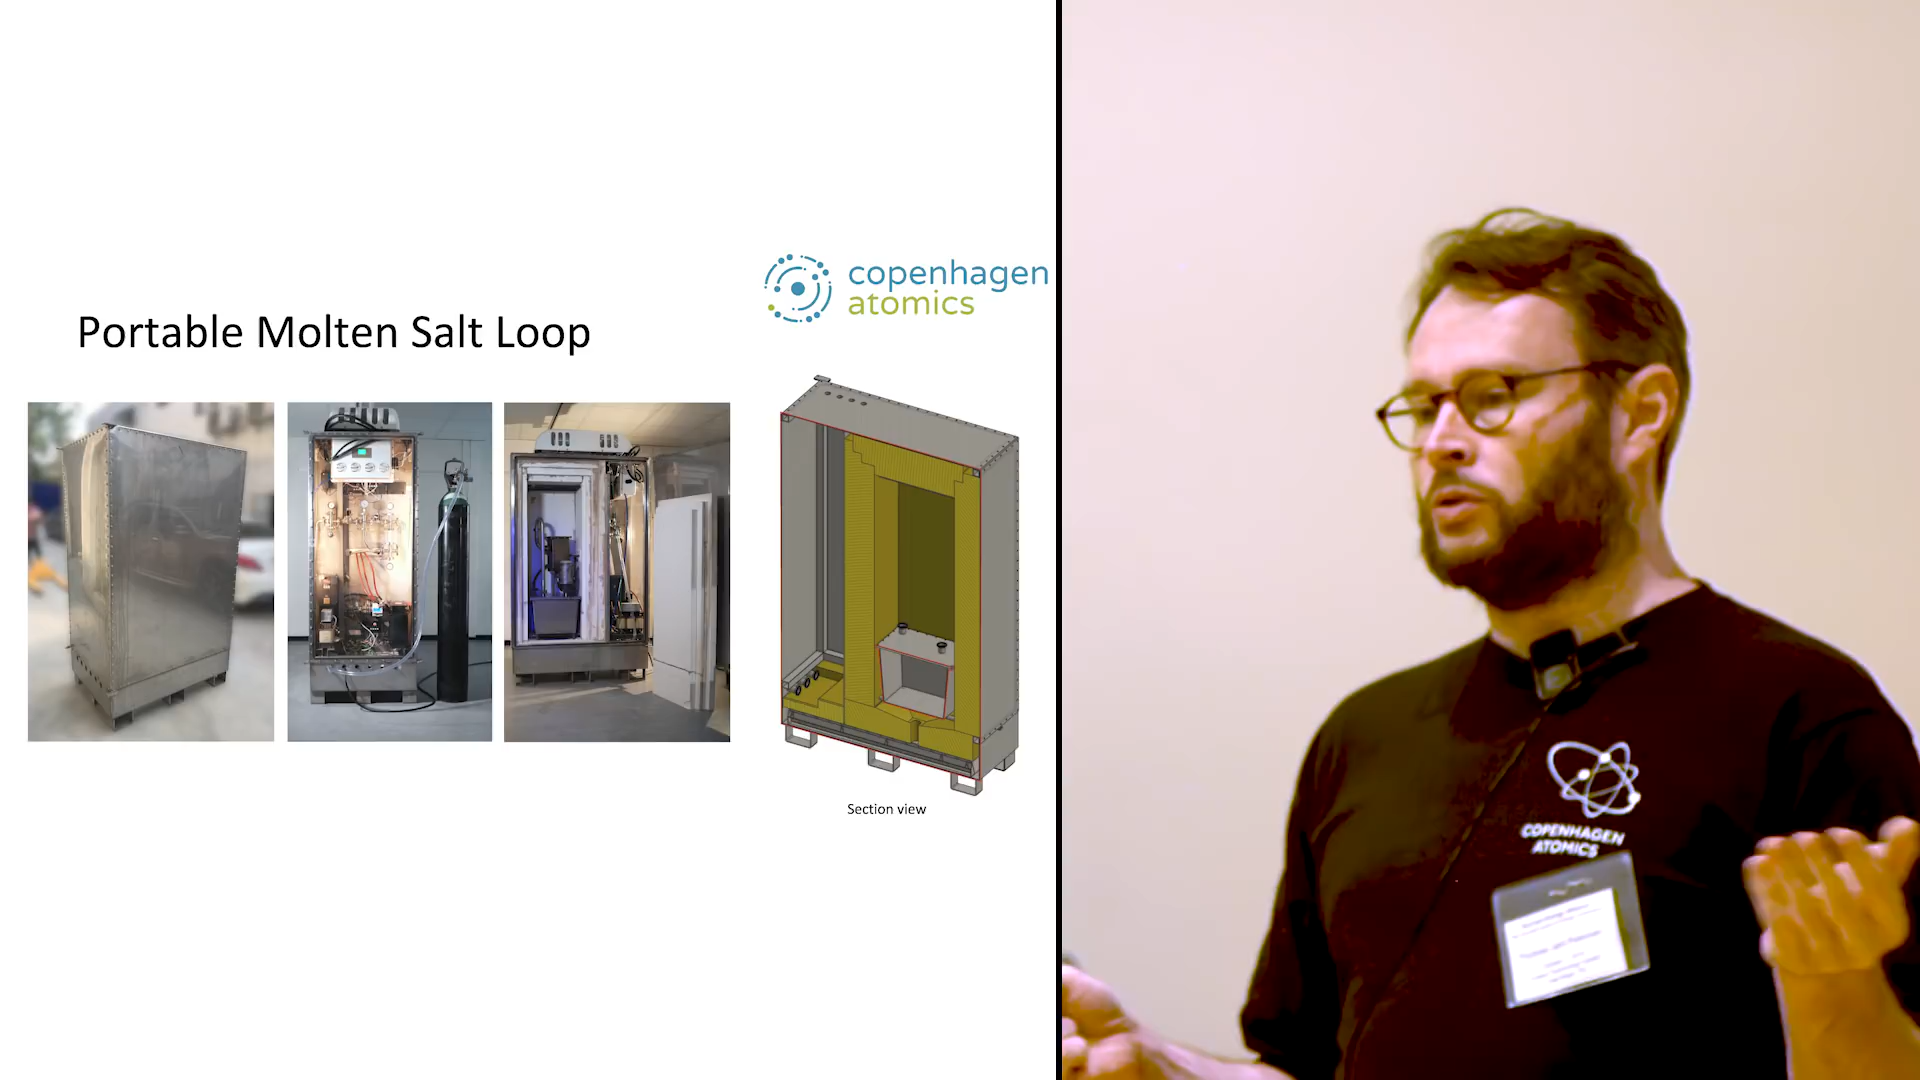 copenhagen
atomics
Portable Molten Salt Loop
Section view
COPENHAGEN
ATOMICS